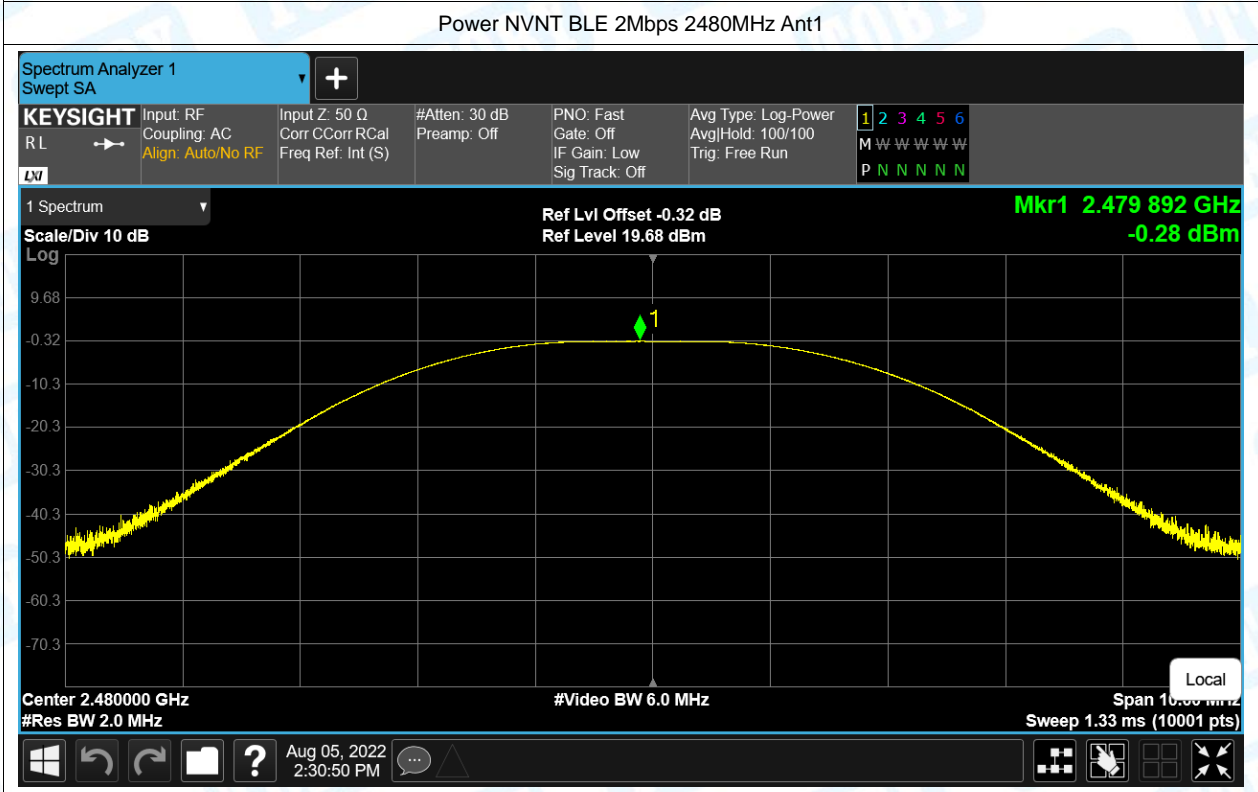 Power NVNT BLE 2Mbps 2480MHz Ant1
Spectrum Analyzer 1
Swept SA
KEYSIGHT
R L
LXI
Input: RF
Coupling: AC
Align: Auto/No RF
Input Z: 50 Ω
Corr CCorr RCal
Freq Ref: Int (S)
#Atten: 30 dB
Preamp: Off
PNO: Fast
Gate: Off
IF Gain: Low
Sig Track: Off
Avg Type: Log-Power
Avg|Hold: 100/100
Trig: Free Run
1 2 3 4 5 6
M W W W W W
P N N N N N
1 Spectrum
Scale/Div 10 dB
Log
Ref Lvl Offset -0.32 dB
Ref Level 19.68 dBm
Mkr1 2.479 892 GHz
-0.28 dBm
9.68
1
-0.32
-10.3
-20.3
-30.3
-40.3
-50.3
-60.3
-70.3
Local
Center 2.480000 GHz
#Res BW 2.0 MHz
#Video BW 6.0 MHz
Span 10.00 MHz
Sweep 1.33 ms (10001 pts)
?
Aug 05, 2022
2:30:50 PM